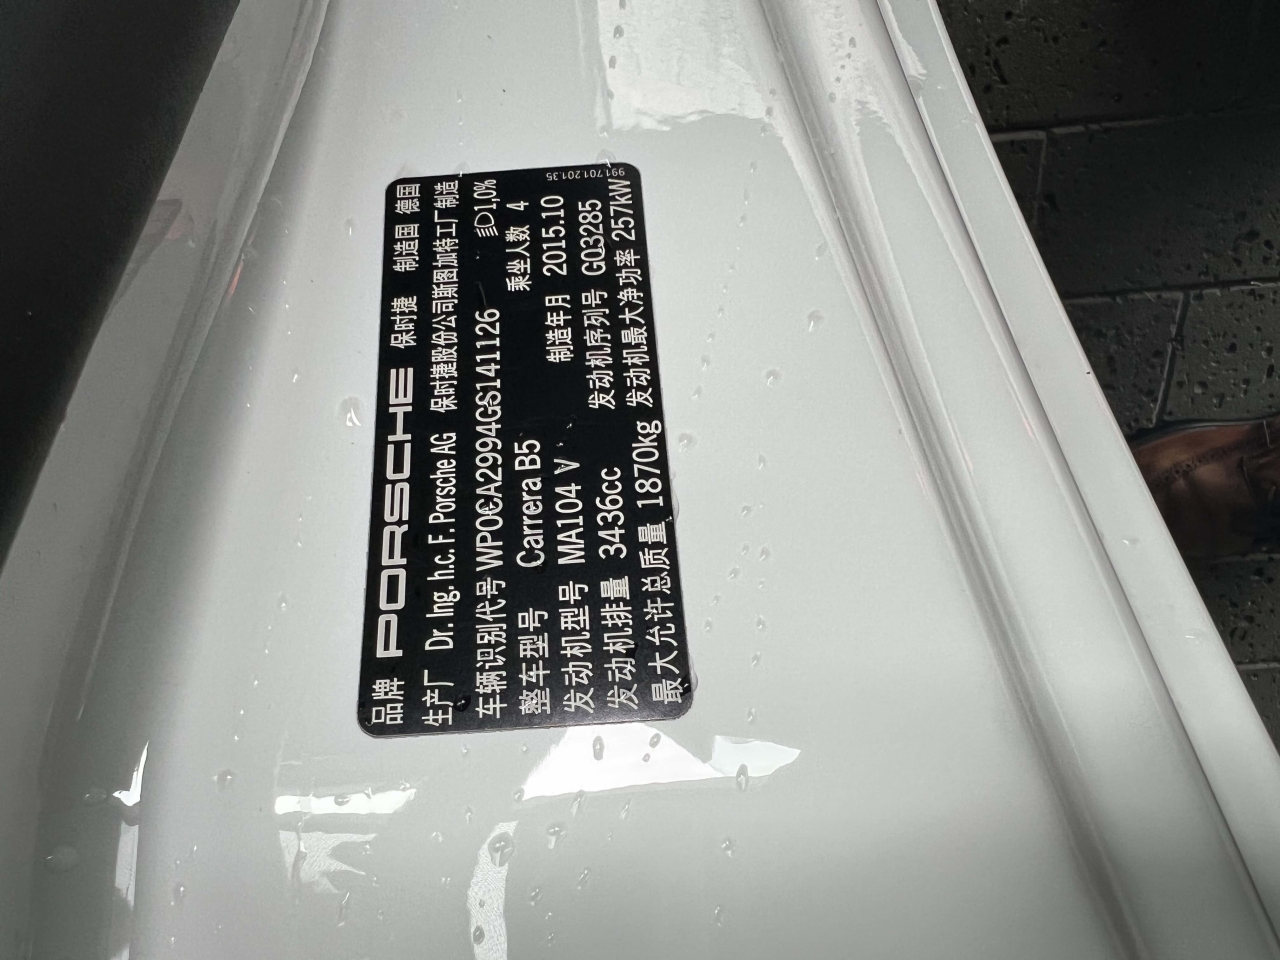 991.701.201.35
品牌 PORSCHE 保时捷 制造国 德国
生产厂 Dr. Ing. h.c. F. Porsche AG 保时捷股份公司斯图加特工厂制造
车辆识别代号 WP0CA2994GS141126 1,0%
整车型号 Carrera B5 乘坐人数 4
发动机型号 MA104 V 制造年月 2015.10
发动机排量 3436cc 发动机序列号 G03285
最大允许总质量 1870kg 发动机最大净功率 257kW